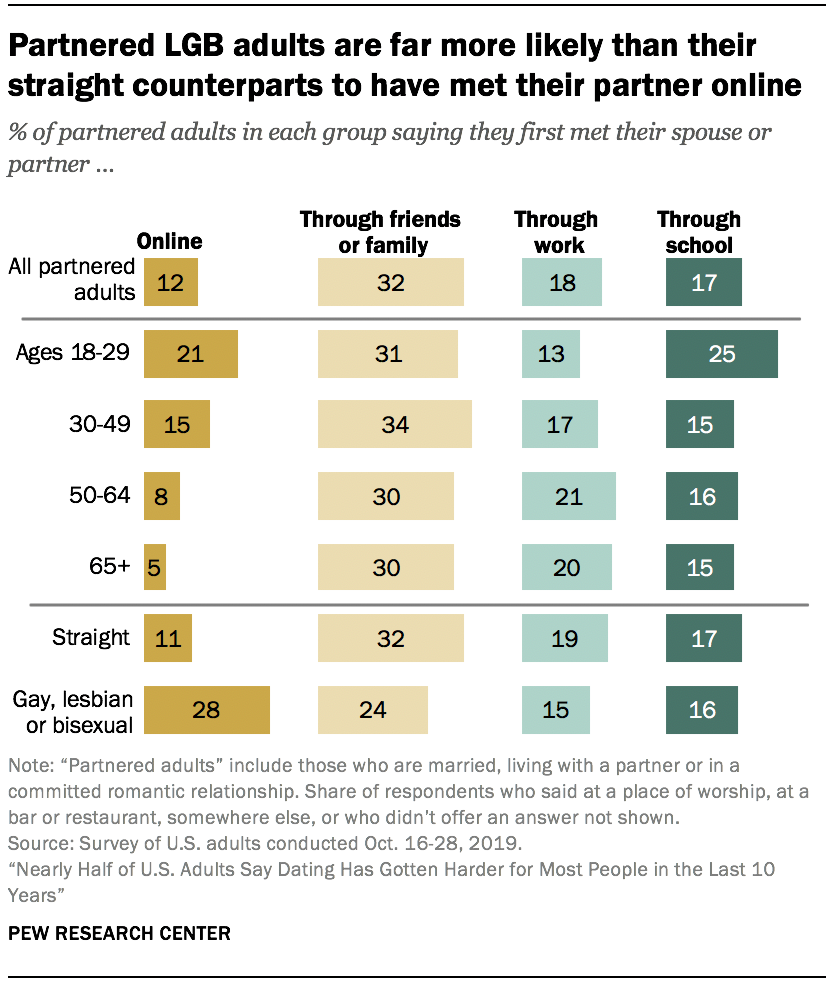 Partnered LGB adults are far more likely than their
straight counterparts to have met their partner online
% of partnered adults in each group saying they first met their spouse or
partner ...
Online
Through friends
or family
Through
work
Through
school
All partnered
adults
12
32
18
17
Ages 18-29
21
31
13
25
30-49
15
34
17
15
50-64
8
30
21
16
65+
5
30
20
15
Straight
11
32
19
17
Gay, lesbian
or bisexual
28
24
15
16
Note: “Partnered adults” include those who are married, living with a partner or in a
committed romantic relationship. Share of respondents who said at a place of worship, at a
bar or restaurant, somewhere else, or who didn’t offer an answer not shown.
Source: Survey of U.S. adults conducted Oct. 16-28, 2019.
“Nearly Half of U.S. Adults Say Dating Has Gotten Harder for Most People in the Last 10
Years”
PEW RESEARCH CENTER